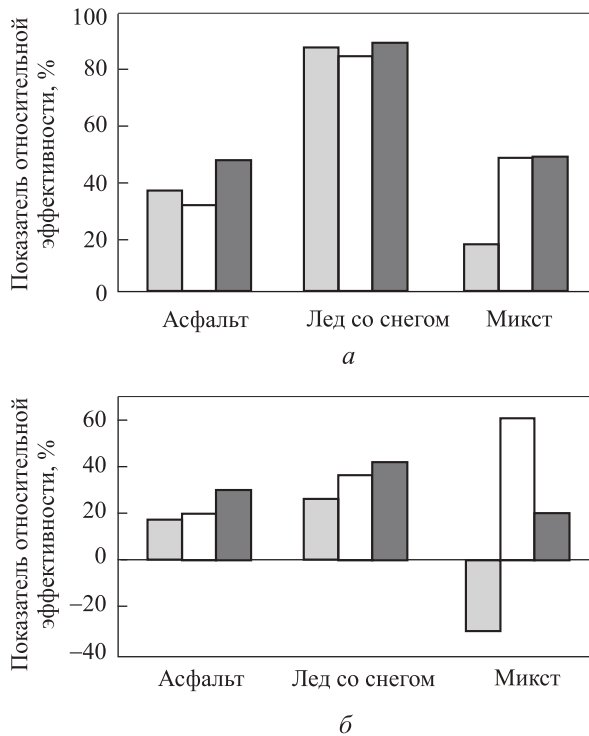 Показатель относительной
эффективности, %
100
80
60
40
20
0
Асфальт Лед со снегом Микст
а
Показатель относительной
эффективности, %
60
40
20
0
–20
–40
Асфальт Лед со снегом Микст
б